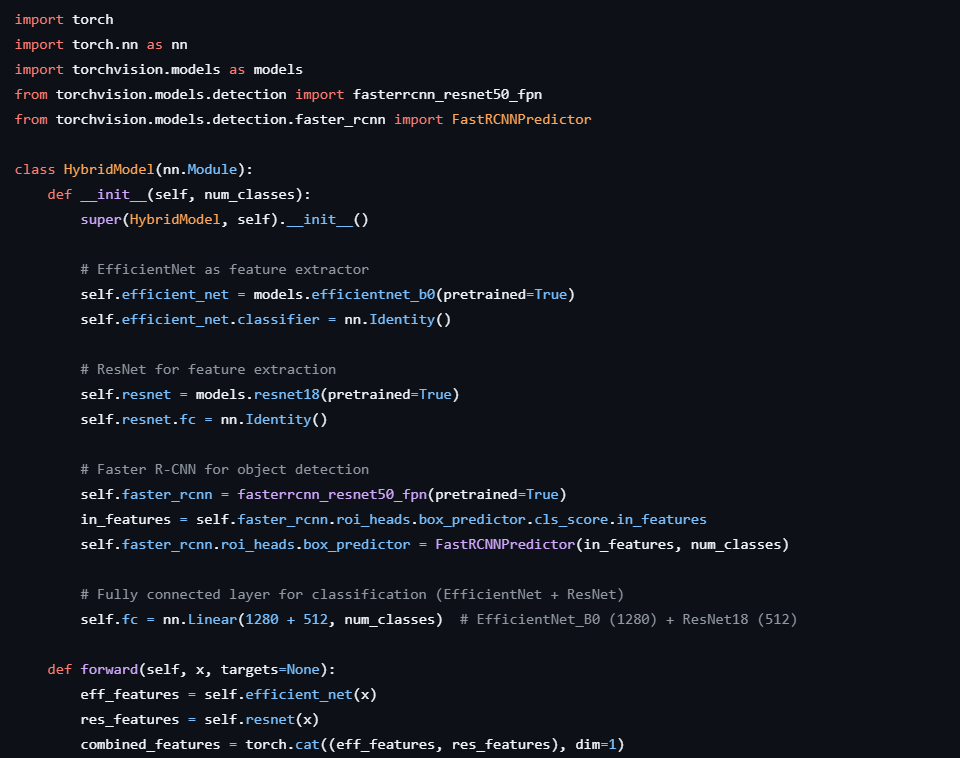 import torch
import torch.nn as nn
import torchvision.models as models
from torchvision.models.detection import fasterrcnn_resnet50_fpn
from torchvision.models.detection.faster_rcnn import FastRCNNPredictor

class HybridModel(nn.Module):
    def __init__(self, num_classes):
        super(HybridModel, self).__init__()

        # EfficientNet as feature extractor
        self.efficient_net = models.efficientnet_b0(pretrained=True)
        self.efficient_net.classifier = nn.Identity()

        # ResNet for feature extraction
        self.resnet = models.resnet18(pretrained=True)
        self.resnet.fc = nn.Identity()

        # Faster R-CNN for object detection
        self.faster_rcnn = fasterrcnn_resnet50_fpn(pretrained=True)
        in_features = self.faster_rcnn.roi_heads.box_predictor.cls_score.in_features
        self.faster_rcnn.roi_heads.box_predictor = FastRCNNPredictor(in_features, num_classes)

        # Fully connected layer for classification (EfficientNet + ResNet)
        self.fc = nn.Linear(1280 + 512, num_classes)  # EfficientNet_B0 (1280) + ResNet18 (512)

    def forward(self, x, targets=None):
        eff_features = self.efficient_net(x)
        res_features = self.resnet(x)
        combined_features = torch.cat((eff_features, res_features), dim=1)